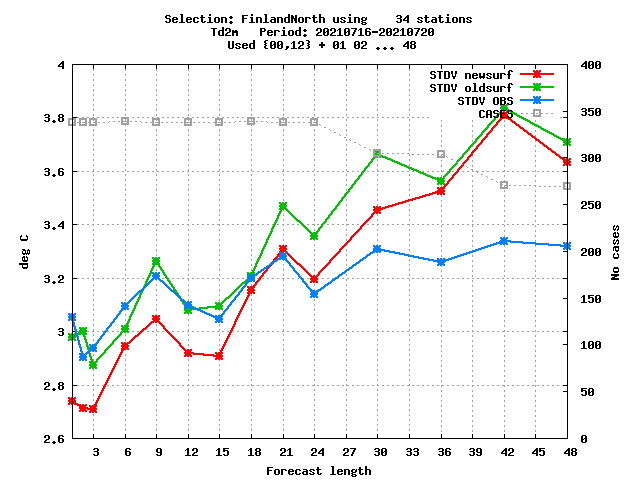 Selection: FinlandNorth using    34 stations
Td2m   Period: 20210716-20210720
Used {00,12} + 01 02 ... 48
STDV newsurf
STDV oldsurf
STDV OBS
CASES
4
3.8
3.6
3.4
3.2
3
2.8
2.6
deg C
400
350
300
250
200
150
100
50
0
No cases
3 6 9 12 15 18 21 24 27 30 33 36 39 42 45 48
Forecast length